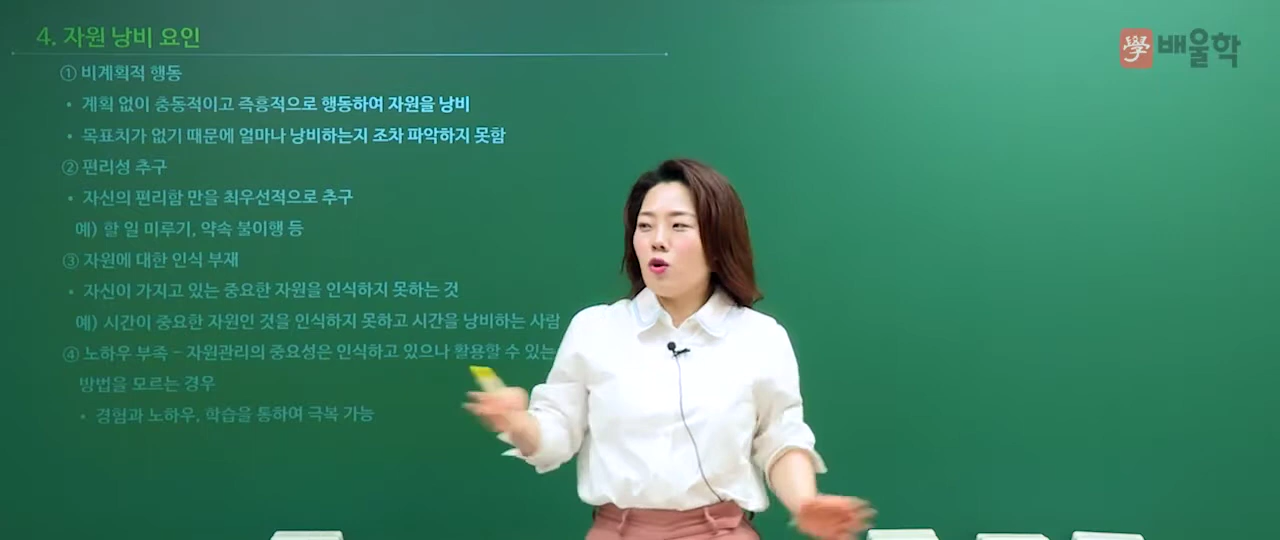 4. 자원 낭비 요인
學 배울학
① 비계획적 행동
• 계획 없이 충동적이고 즉흥적으로 행동하여 자원을 낭비
• 목표치가 없기 때문에 얼마나 낭비하는지 조차 파악하지 못함
② 편리성 추구
• 자신의 편리함 만을 최우선적으로 추구
예) 할 일 미루기, 약속 불이행 등
③ 자원에 대한 인식 부재
• 자신이 가지고 있는 중요한 자원을 인식하지 못하는 것
예) 시간이 중요한 자원인 것을 인식하지 못하고 시간을 낭비하는 사람
④ 노하우 부족 – 자원관리의 중요성은 인식하고 있으나 활용할 수 있는
방법을 모르는 경우
• 경험과 노하우, 학습을 통하여 극복 가능